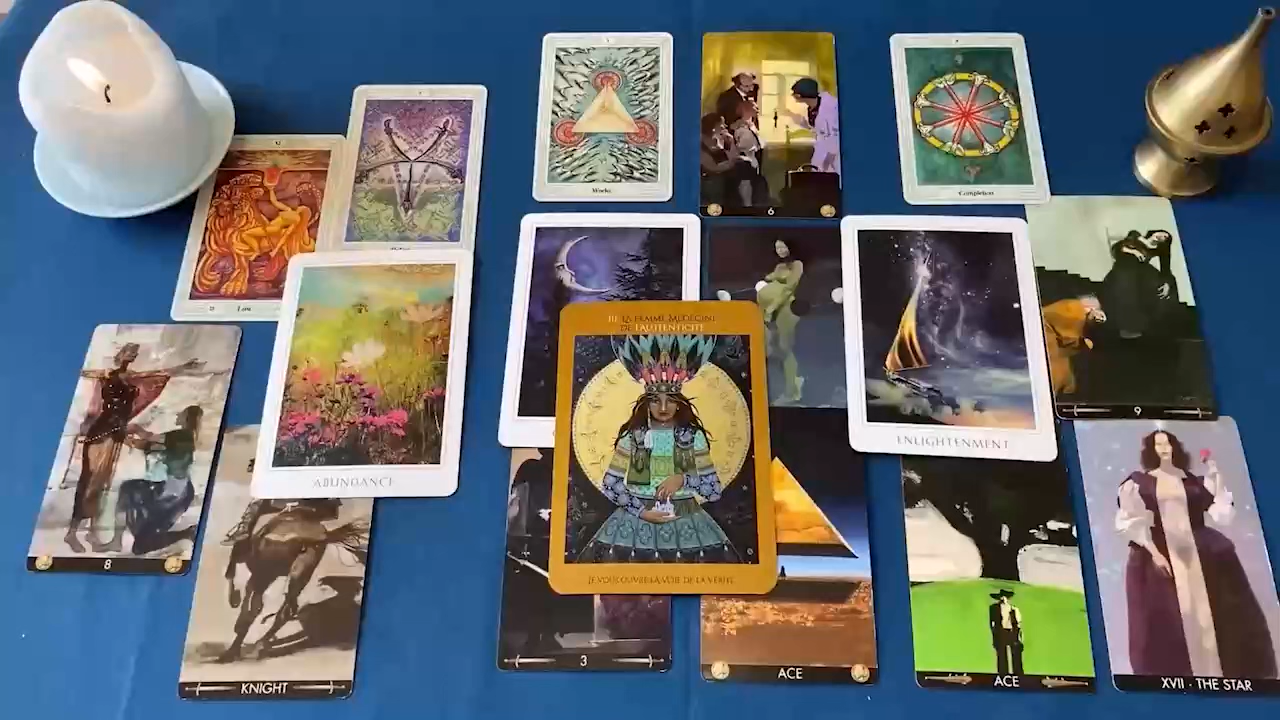 Works
6
Completion
Lust
ABUNDANCE
ENLIGHTENMENT
9
III. LA FEMME MÉDECINE
DE L'AUTENTICITÉ
JE VOUS OUVRE LA VOIE DE LA VÉRITÉ
8
KNIGHT
3
ACE
ACE
XVII - THE STAR